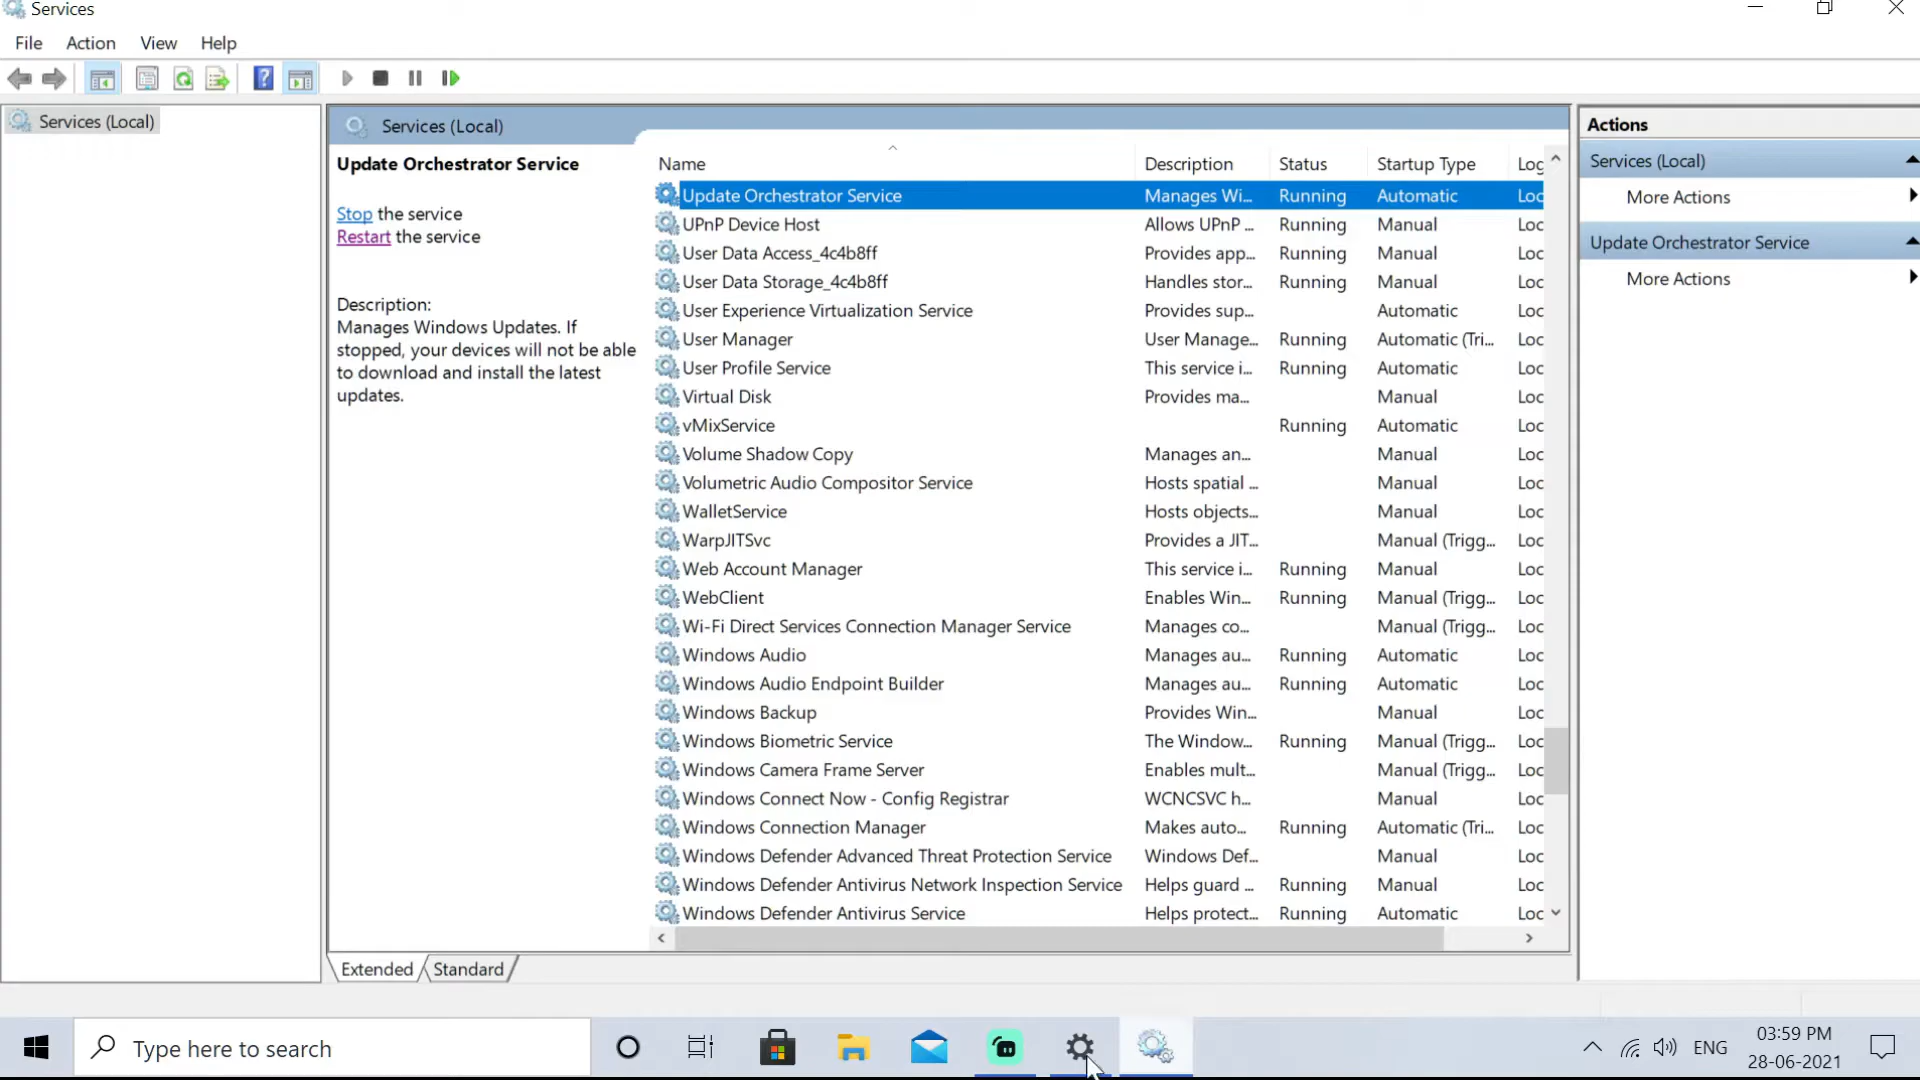 Services
File Action View Help
Services (Local)
Services (Local)
Update Orchestrator Service
Stop the service
Restart the service
Description:
Manages Windows Updates. If
stopped, your devices will not be able
to download and install the latest
updates.
Name Description Status Startup Type Log
Update Orchestrator Service Manages Wi... Running Automatic Loc
UPnP Device Host Allows UPnP ... Running Manual Loc
User Data Access_4c4b8ff Provides app... Running Manual Loc
User Data Storage_4c4b8ff Handles stor... Running Manual Loc
User Experience Virtualization Service Provides sup... Automatic Loc
User Manager User Manage... Running Automatic (Tri... Loc
User Profile Service This service i... Running Automatic Loc
Virtual Disk Provides ma... Manual Loc
vMixService Running Automatic Loc
Volume Shadow Copy Manages an... Manual Loc
Volumetric Audio Compositor Service Hosts spatial ... Manual Loc
WalletService Hosts objects... Manual Loc
WarpJITSvc Provides a JIT... Manual (Trigg... Loc
Web Account Manager This service i... Running Manual Loc
WebClient Enables Win... Running Manual (Trigg... Loc
Wi-Fi Direct Services Connection Manager Service Manages co... Manual (Trigg... Loc
Windows Audio Manages au... Running Automatic Loc
Windows Audio Endpoint Builder Manages au... Running Automatic Loc
Windows Backup Provides Win... Manual Loc
Windows Biometric Service The Window... Running Manual (Trigg... Loc
Windows Camera Frame Server Enables mult... Manual (Trigg... Loc
Windows Connect Now - Config Registrar WCNCSVC h... Manual Loc
Windows Connection Manager Makes auto... Running Automatic (Tri... Loc
Windows Defender Advanced Threat Protection Service Windows Def... Manual Loc
Windows Defender Antivirus Network Inspection Service Helps guard ... Running Manual Loc
Windows Defender Antivirus Service Helps protect... Running Automatic Loc
Extended Standard
Actions
Services (Local)
More Actions
Update Orchestrator Service
More Actions
Type here to search
ENG
03:59 PM
28-06-2021